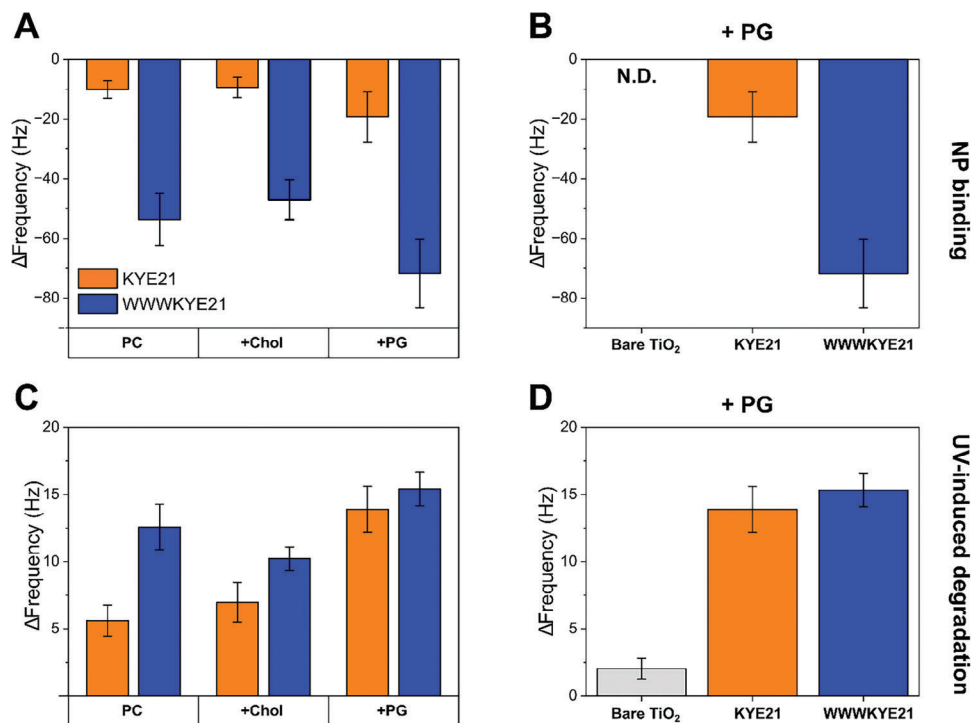 A
0
−20
−40
−60
−80
ΔFrequency (Hz)
KYE21
WWWKYE21
PC
+Chol
+PG
B
+ PG
N.D.
0
−20
−40
−60
−80
ΔFrequency (Hz)
Bare TiO₂
KYE21
WWWKYE21
NP binding
C
20
15
10
5
ΔFrequency (Hz)
PC
+Chol
+PG
D
+ PG
20
15
10
5
0
ΔFrequency (Hz)
Bare TiO₂
KYE21
WWWKYE21
UV-induced degradation